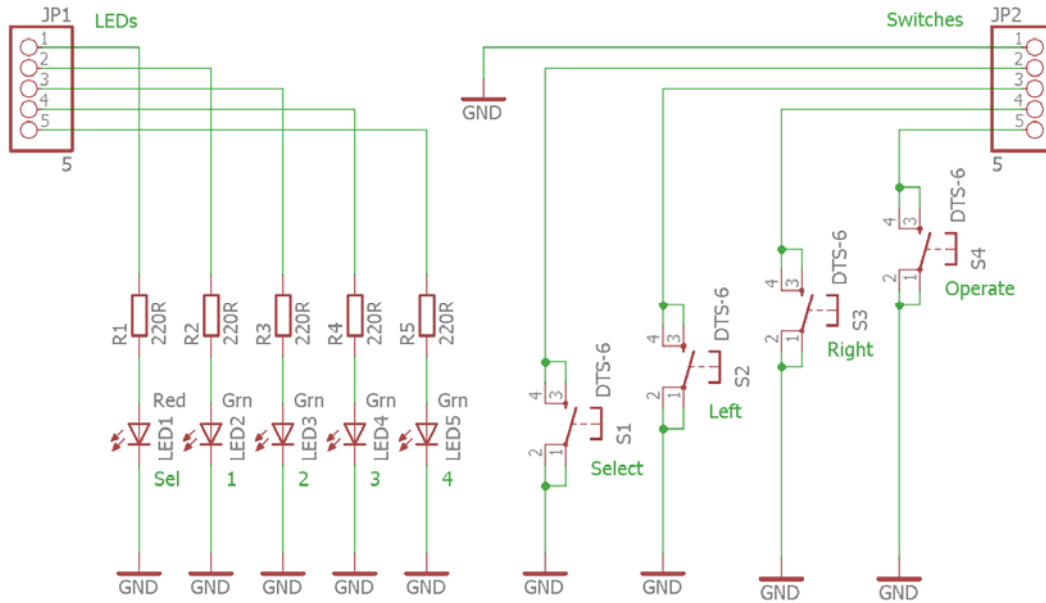 JP1
LEDs
1
2
3
4
5
5
Switches
JP2
1
2
3
4
5
5
GND
R1
220R
R2
220R
R3
220R
R4
220R
R5
220R
Red
LED1
Sel
Grn
LED2
1
Grn
LED3
2
Grn
LED4
3
Grn
LED5
4
GND
GND
GND
GND
GND
4
3
2
1
DTS-6
S1
Select
GND
4
3
2
1
DTS-6
S2
Left
GND
4
3
2
1
DTS-6
S3
Right
GND
4
3
2
1
DTS-6
S4
Operate
GND